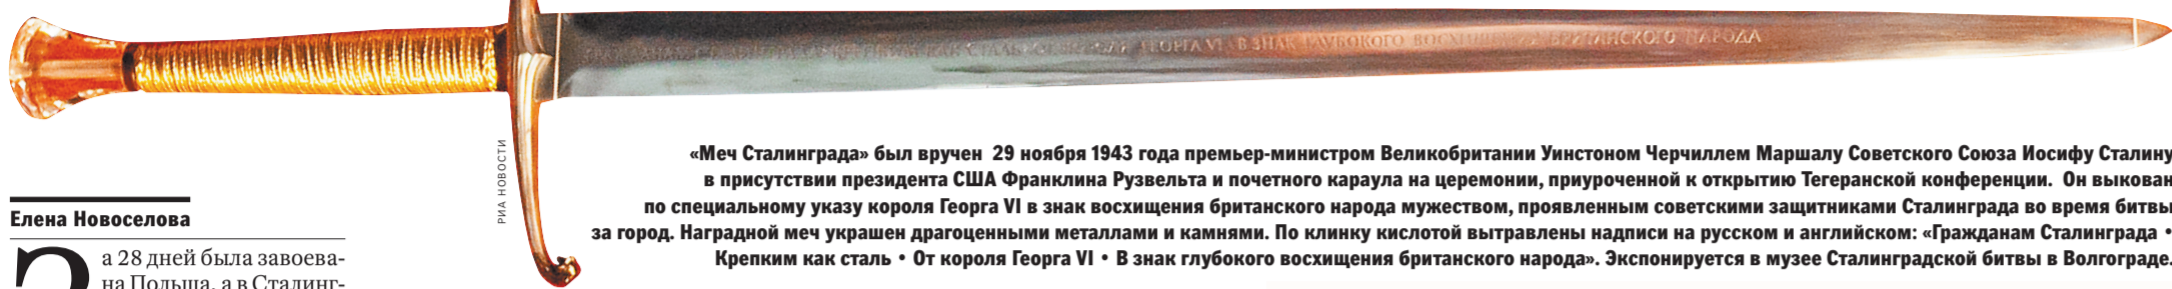 ГЕОРГА VI • В ЗНАК ГЛУБОКОГО ВОСХИЩЕНИЯ БРИТАНСКОГО НАРОДА
РИА НОВОСТИ
«Меч Сталинграда» был вручен 29 ноября 1943 года премьер-министром Великобритании Уинстоном Черчиллем Маршалу Советского Союза Иосифу Сталину
в присутствии президента США Франклина Рузвельта и почетного караула на церемонии, приуроченной к открытию Тегеранской конференции. Он выкован
по специальному указу короля Георга VI в знак восхищения британского народа мужеством, проявленным советскими защитниками Сталинграда во время битвы
за город. Наградной меч украшен драгоценными металлами и камнями. По клинку кислотой вытравлены надписи на русском и английском: «Гражданам Сталинграда •
Крепким как сталь • От короля Георга VI • В знак глубокого восхищения британского народа». Экспонируется в музее Сталинградской битвы в Волгограде.
Елена Новоселова
За 28 дней была завоева-
на Польша, а в Сталинг-